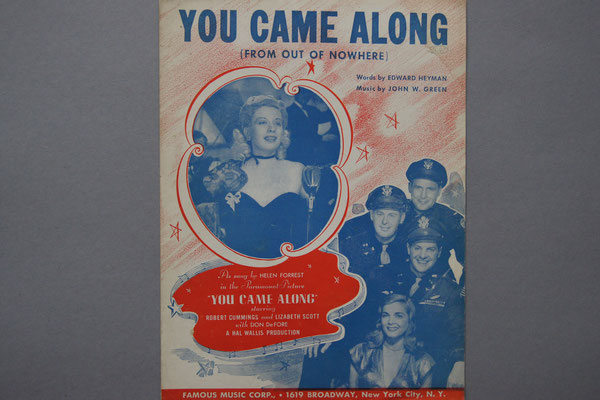 YOU CAME ALONG
(FROM OUT OF NOWHERE)
Words by EDWARD HEYMAN
Music by JOHN W. GREEN
As sung by HELEN FORREST
in the Paramount Picture
"YOU CAME ALONG"
starring
ROBERT CUMMINGS and LIZABETH SCOTT
with DON DeFORE
A HAL WALLIS PRODUCTION
FAMOUS MUSIC CORP., • 1619 BROADWAY, New York City, N. Y.